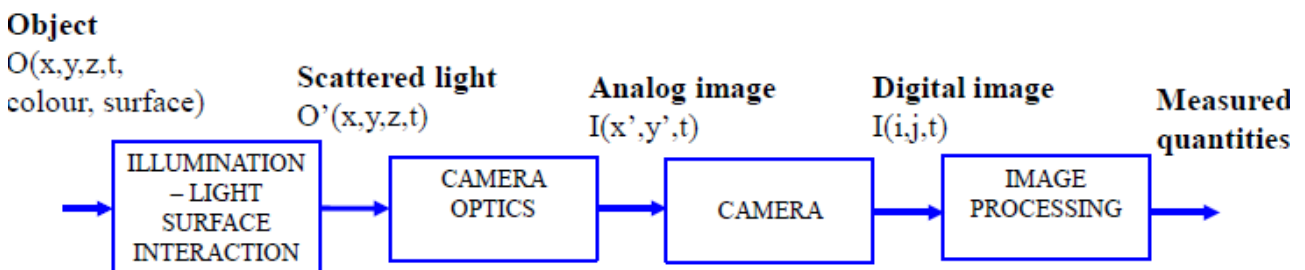 Object
O(x,y,z,t,
colour, surface)
Scattered light
O’(x,y,z,t)
Analog image
I(x’,y’,t)
Digital image
I(i,j,t)
Measured
quantities
ILLUMINATION
– LIGHT
SURFACE
INTERACTION
CAMERA
OPTICS
CAMERA
IMAGE
PROCESSING